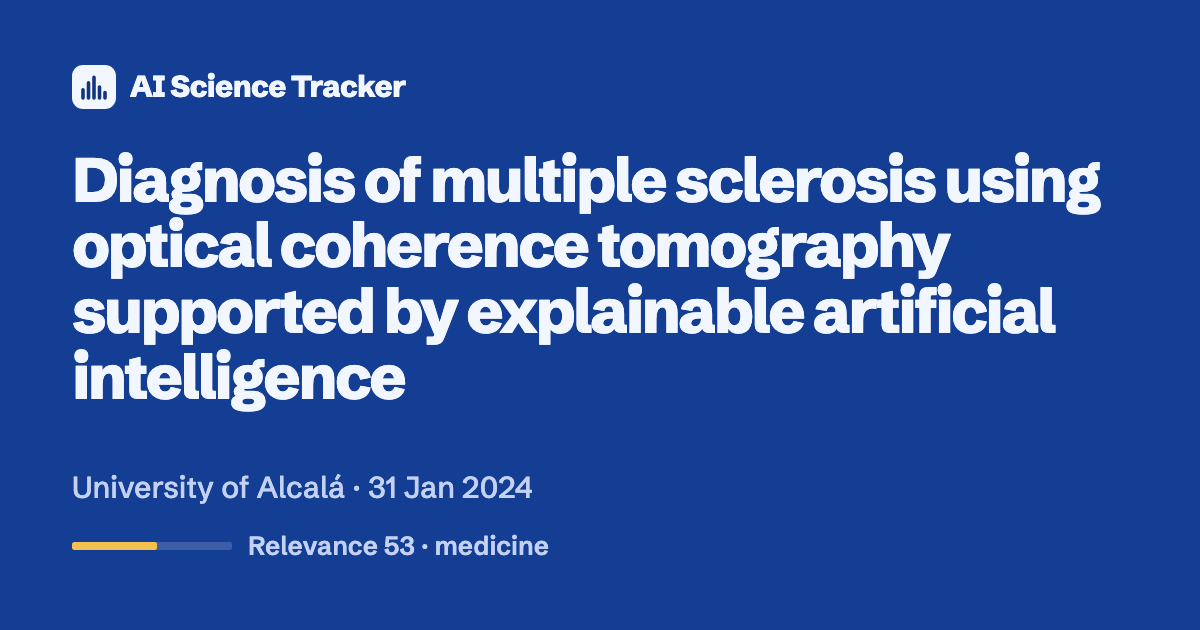 AI Science Tracker
Diagnosis of multiple sclerosis using
optical coherence tomography
supported by explainable artificial
intelligence
University of Alcalá · 31 Jan 2024
Relevance 53 · medicine